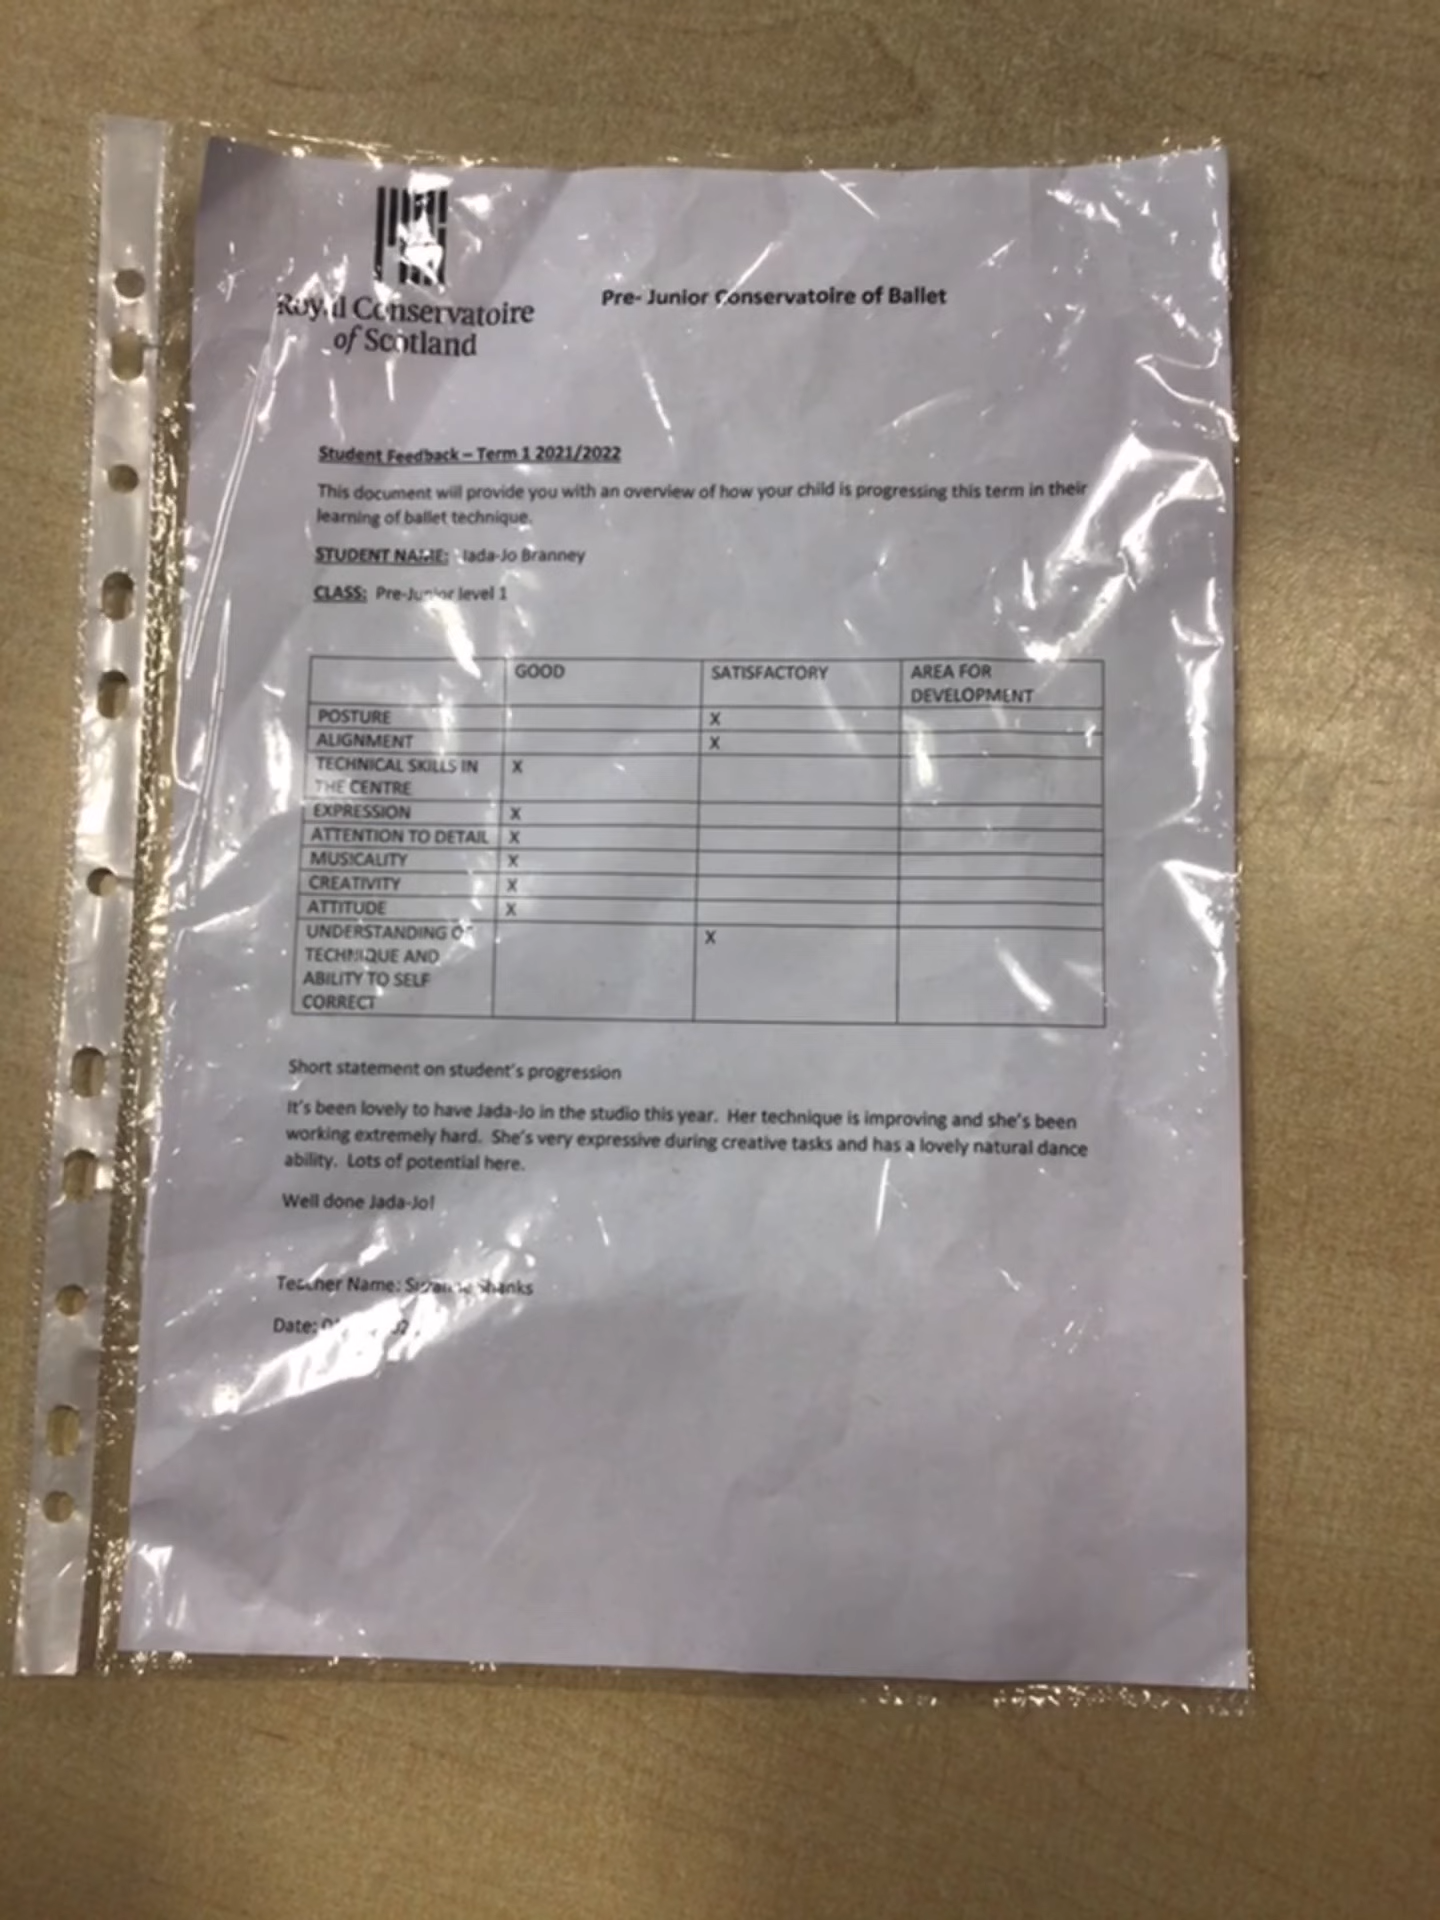 Royal Conservatoire
of Scotland
Pre- Junior Conservatoire of Ballet
Student Feedback – Term 1 2021/2022
This document will provide you with an overview of how your child is progressing this term in their
learning of ballet technique.
STUDENT NAME: Jada-Jo Branney
CLASS: Pre-Junior level 1
GOOD SATISFACTORY AREA FOR
DEVELOPMENT
POSTURE X
ALIGNMENT X
TECHNICAL SKILLS IN X
THE CENTRE
EXPRESSION X
ATTENTION TO DETAIL X
MUSICALITY X
CREATIVITY X
ATTITUDE X
UNDERSTANDING OF X
TECHNIQUE AND
ABILITY TO SELF
CORRECT
Short statement on student's progression
It's been lovely to have Jada-Jo in the studio this year. Her technique is improving and she's been
working extremely hard. She's very expressive during creative tasks and has a lovely natural dance
ability. Lots of potential here.
Well done Jada-Jo!
Teacher Name: Suzanne Shanks
Date: